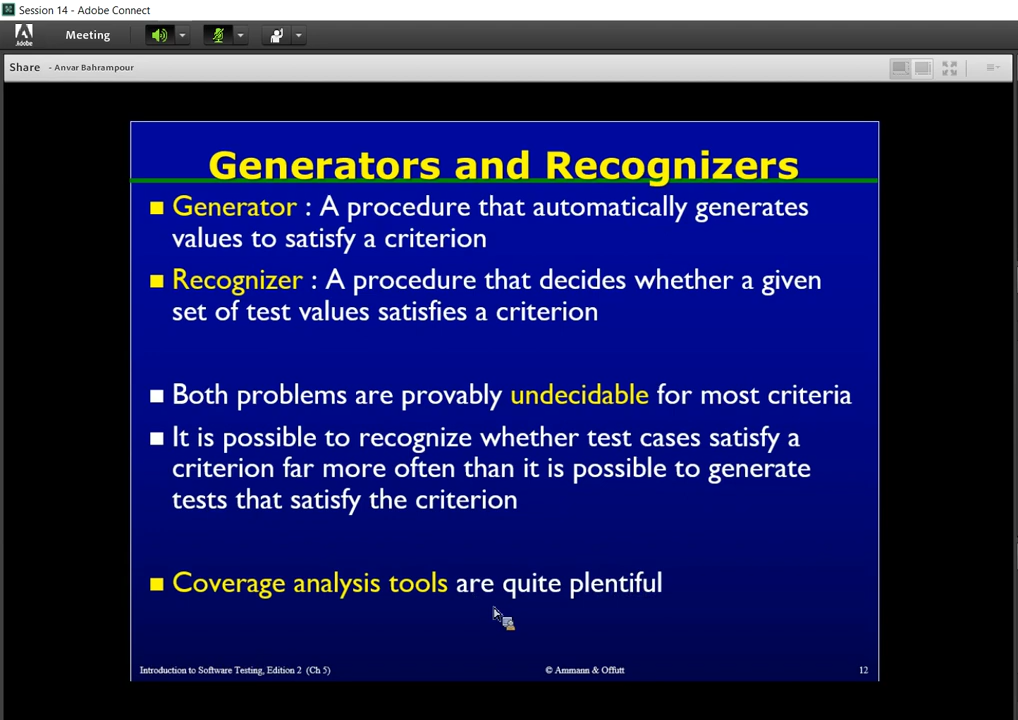 Session 14 - Adobe Connect
Adobe
Meeting
Share - Anvar Bahrampour
Generators and Recognizers
Generator : A procedure that automatically generates
values to satisfy a criterion
Recognizer : A procedure that decides whether a given
set of test values satisfies a criterion
Both problems are provably undecidable for most criteria
It is possible to recognize whether test cases satisfy a
criterion far more often than it is possible to generate
tests that satisfy the criterion
Coverage analysis tools are quite plentiful
Introduction to Software Testing, Edition 2 (Ch 5)
© Ammann & Offutt
12